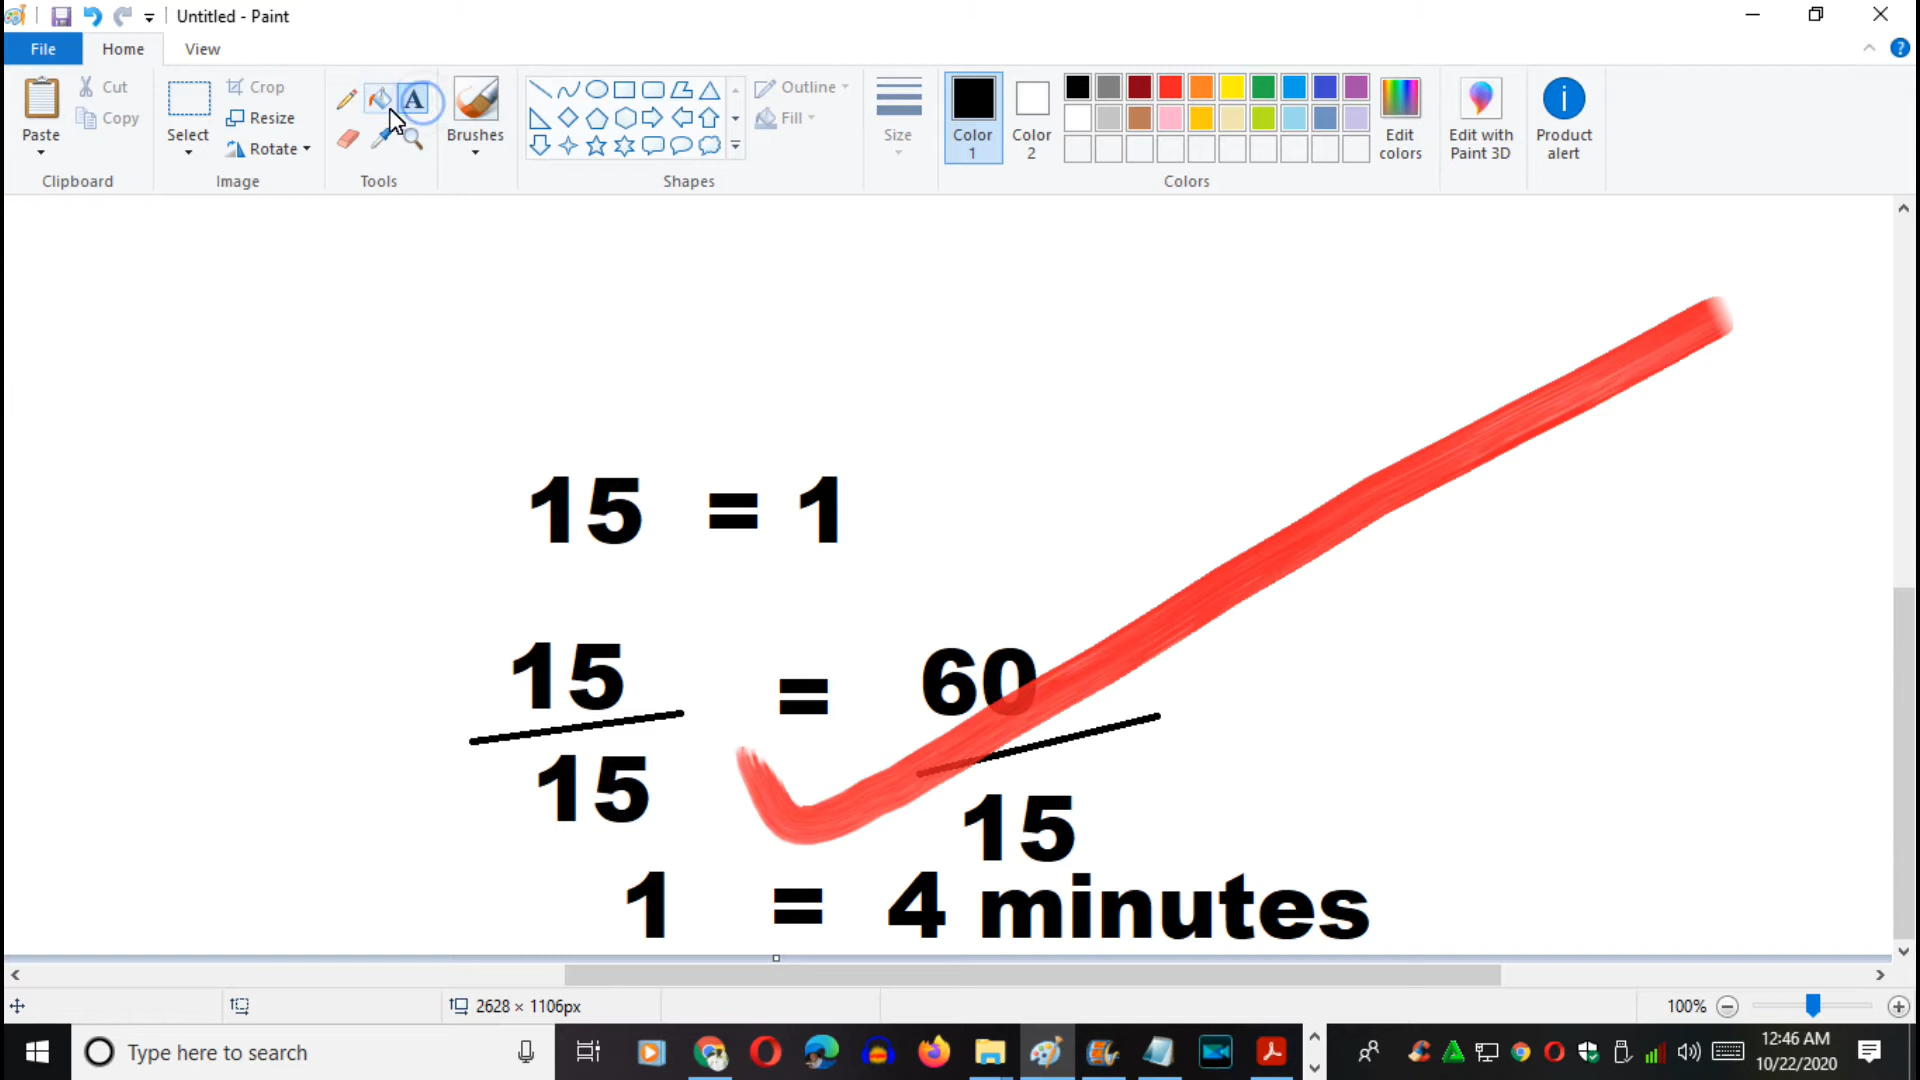 Untitled - Paint
File Home View
Paste
Cut
Copy
Clipboard
Select
Crop
Resize
Rotate
Image
A
Tools
Brushes
Shapes
Outline
Fill
Size
Color 1
Color 2
Colors
Edit colors
Edit with Paint 3D
Product alert
15 = 1
15 = 60
15
15
1 = 4 minutes
2628 × 1106px
100%
Type here to search
12:46 AM
10/22/2020